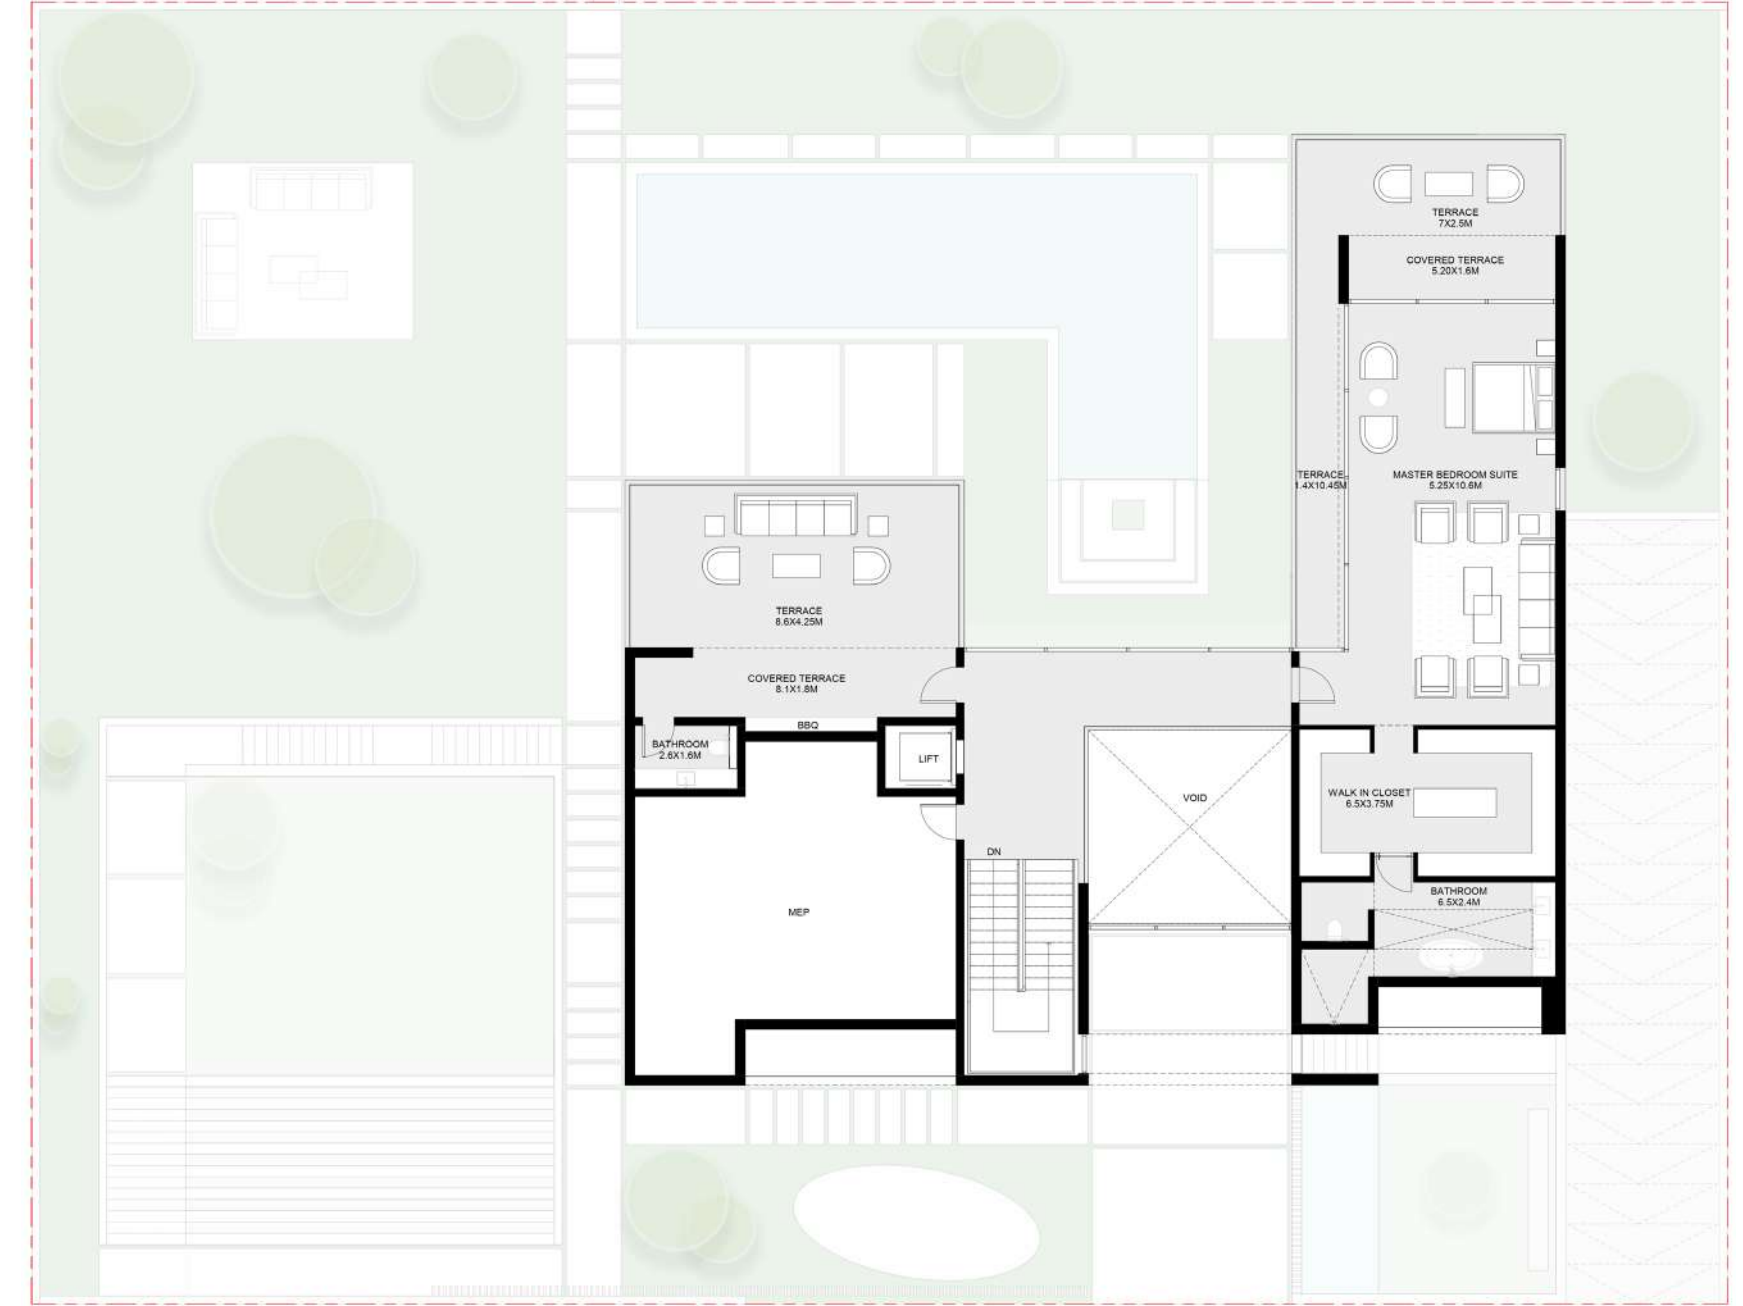 TERRACE
7X2.5M
COVERED TERRACE
5.20X1.6M
TERRACE
1.4X10.45M
MASTER BEDROOM SUITE
5.25X10.6M
TERRACE
8.6X4.25M
COVERED TERRACE
8.1X1.8M
BBQ
BATHROOM
2.6X1.6M
LIFT
VOID
WALK IN CLOSET
6.5X3.75M
DN
BATHROOM
6.5X2.4M
MEP